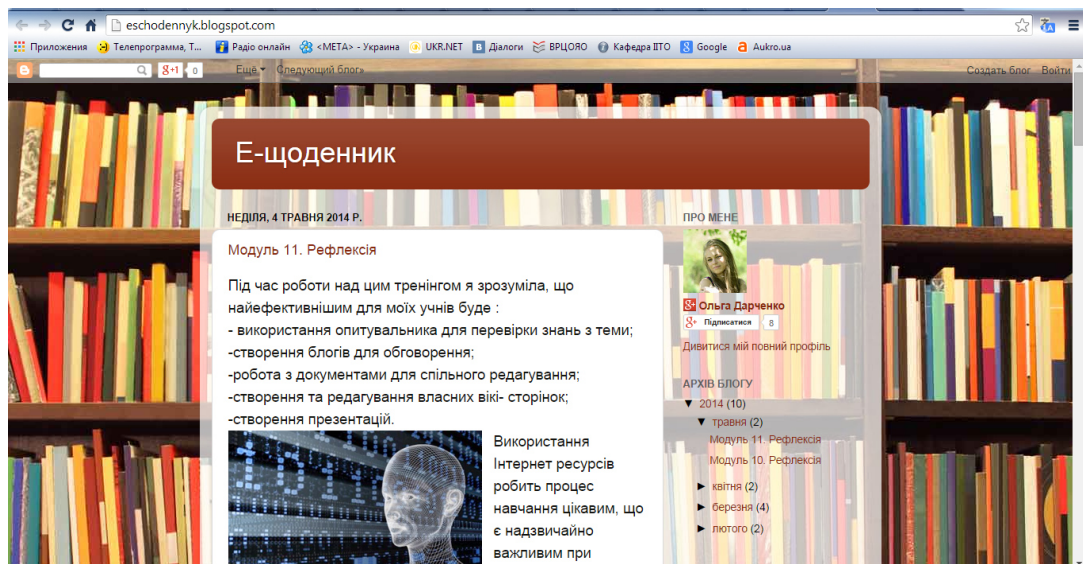 eschodennyk.blogspot.com
Приложения Телепрограмма, Т... Радіо онлайн <META> - Украина UKR.NET Діалоги ВРЦОЯО Кафедра ІІТО Google Aukro.ua
g+1 0 Ещё Следующий блог» Создать блог Войти
Е-щоденник
НЕДІЛЯ, 4 ТРАВНЯ 2014 Р.
Модуль 11. Рефлексія
Під час роботи над цим тренінгом я зрозуміла, що
найефективнішим для моїх учнів буде :
- використання опитувальника для перевірки знань з теми;
-створення блогів для обговорення;
-робота з документами для спільного редагування;
-створення та редагування власних вікі- сторінок;
-створення презентацій.
Використання
Інтернет ресурсів
робить процес
навчання цікавим, що
є надзвичайно
важливим при
ПРО МЕНЕ
Ольга Дарченко
Підписатися 8
Дивитися мій повний профіль
АРХІВ БЛОГУ
▼ 2014 (10)
▼ травня (2)
Модуль 11. Рефлексія
Модуль 10. Рефлексія
► квітня (2)
► березня (4)
► лютого (2)